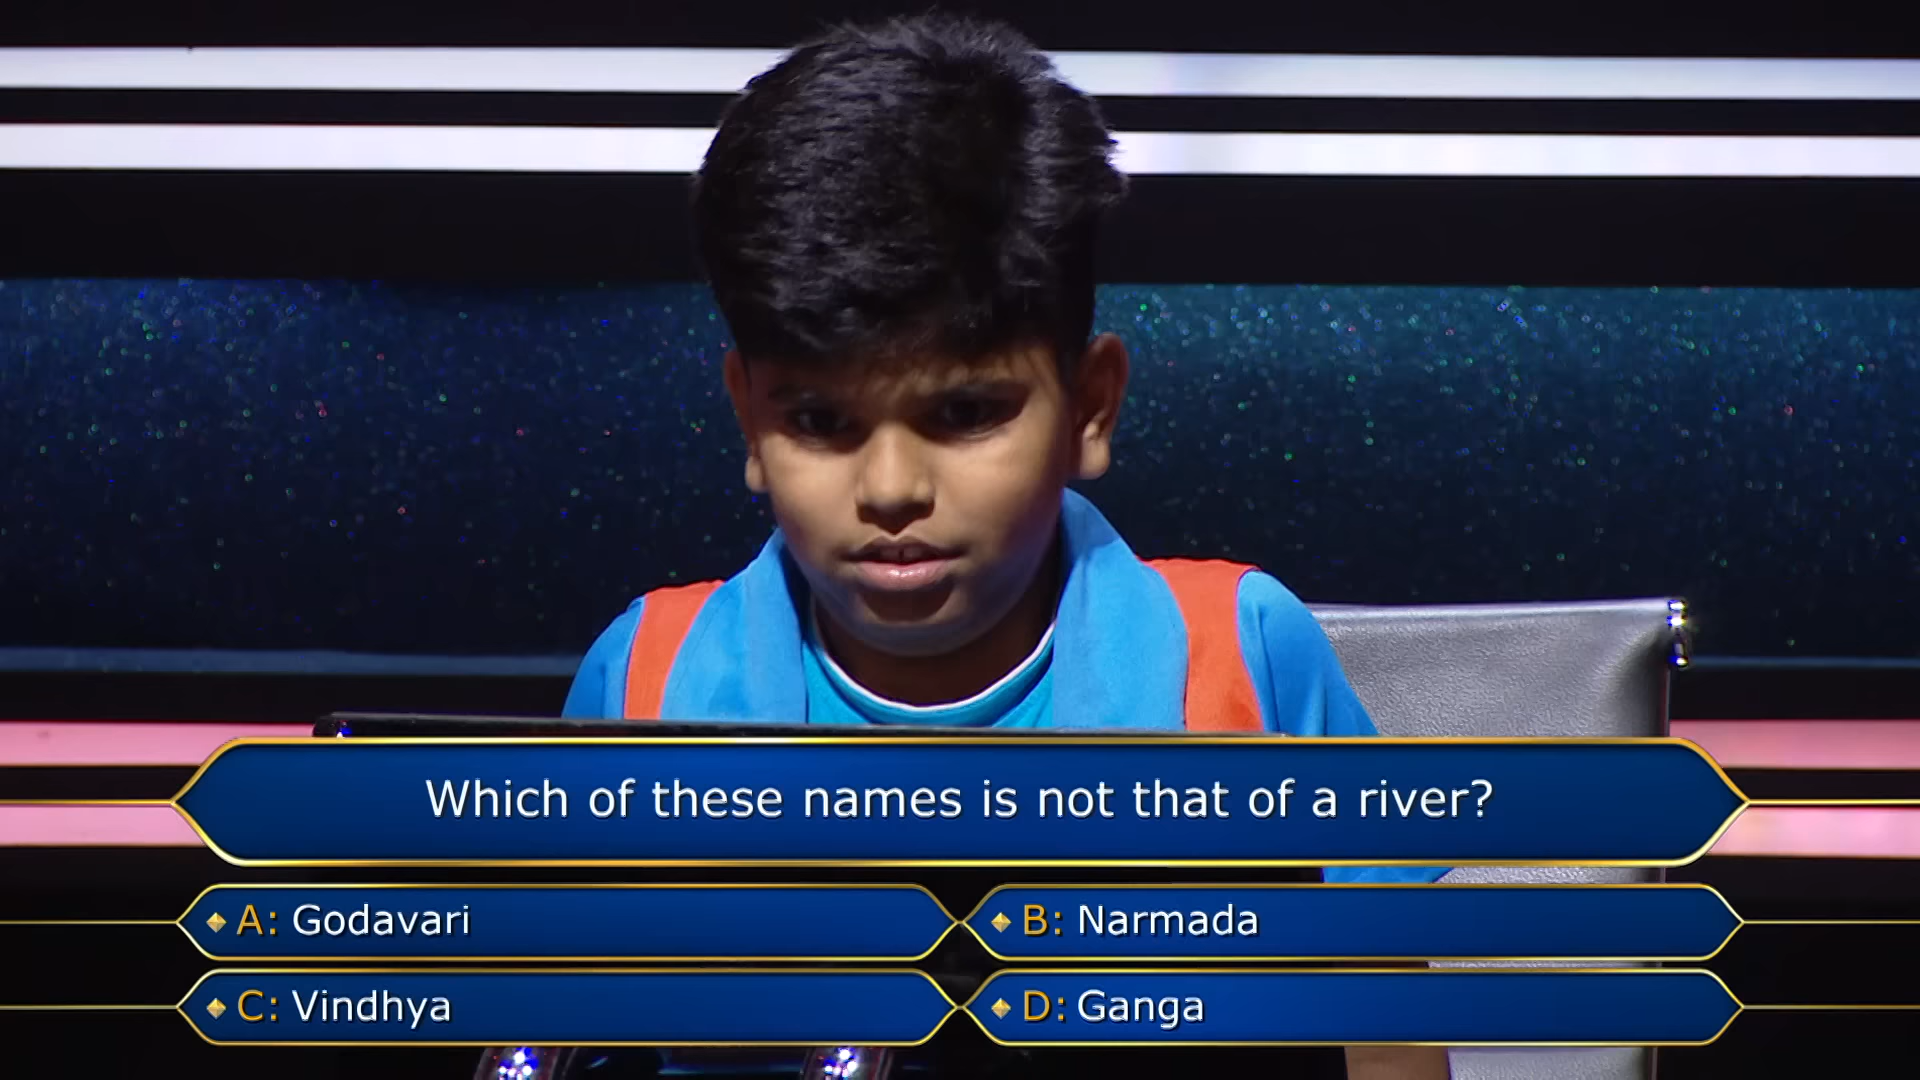 Which of these names is not that of a river?
A: Godavari
B: Narmada
C: Vindhya
D: Ganga